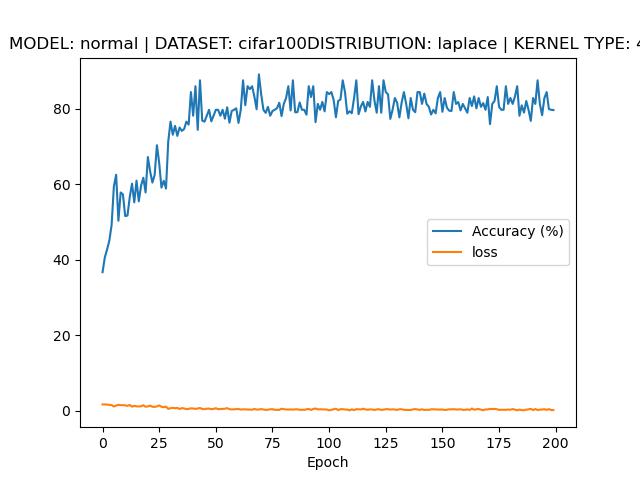 MODEL: normal | DATASET: cifar100DISTRIBUTION: laplace | KERNEL TYPE:
80
60
40
20
0
Accuracy (%)
loss
0 25 50 75 100 125 150 175 200
Epoch